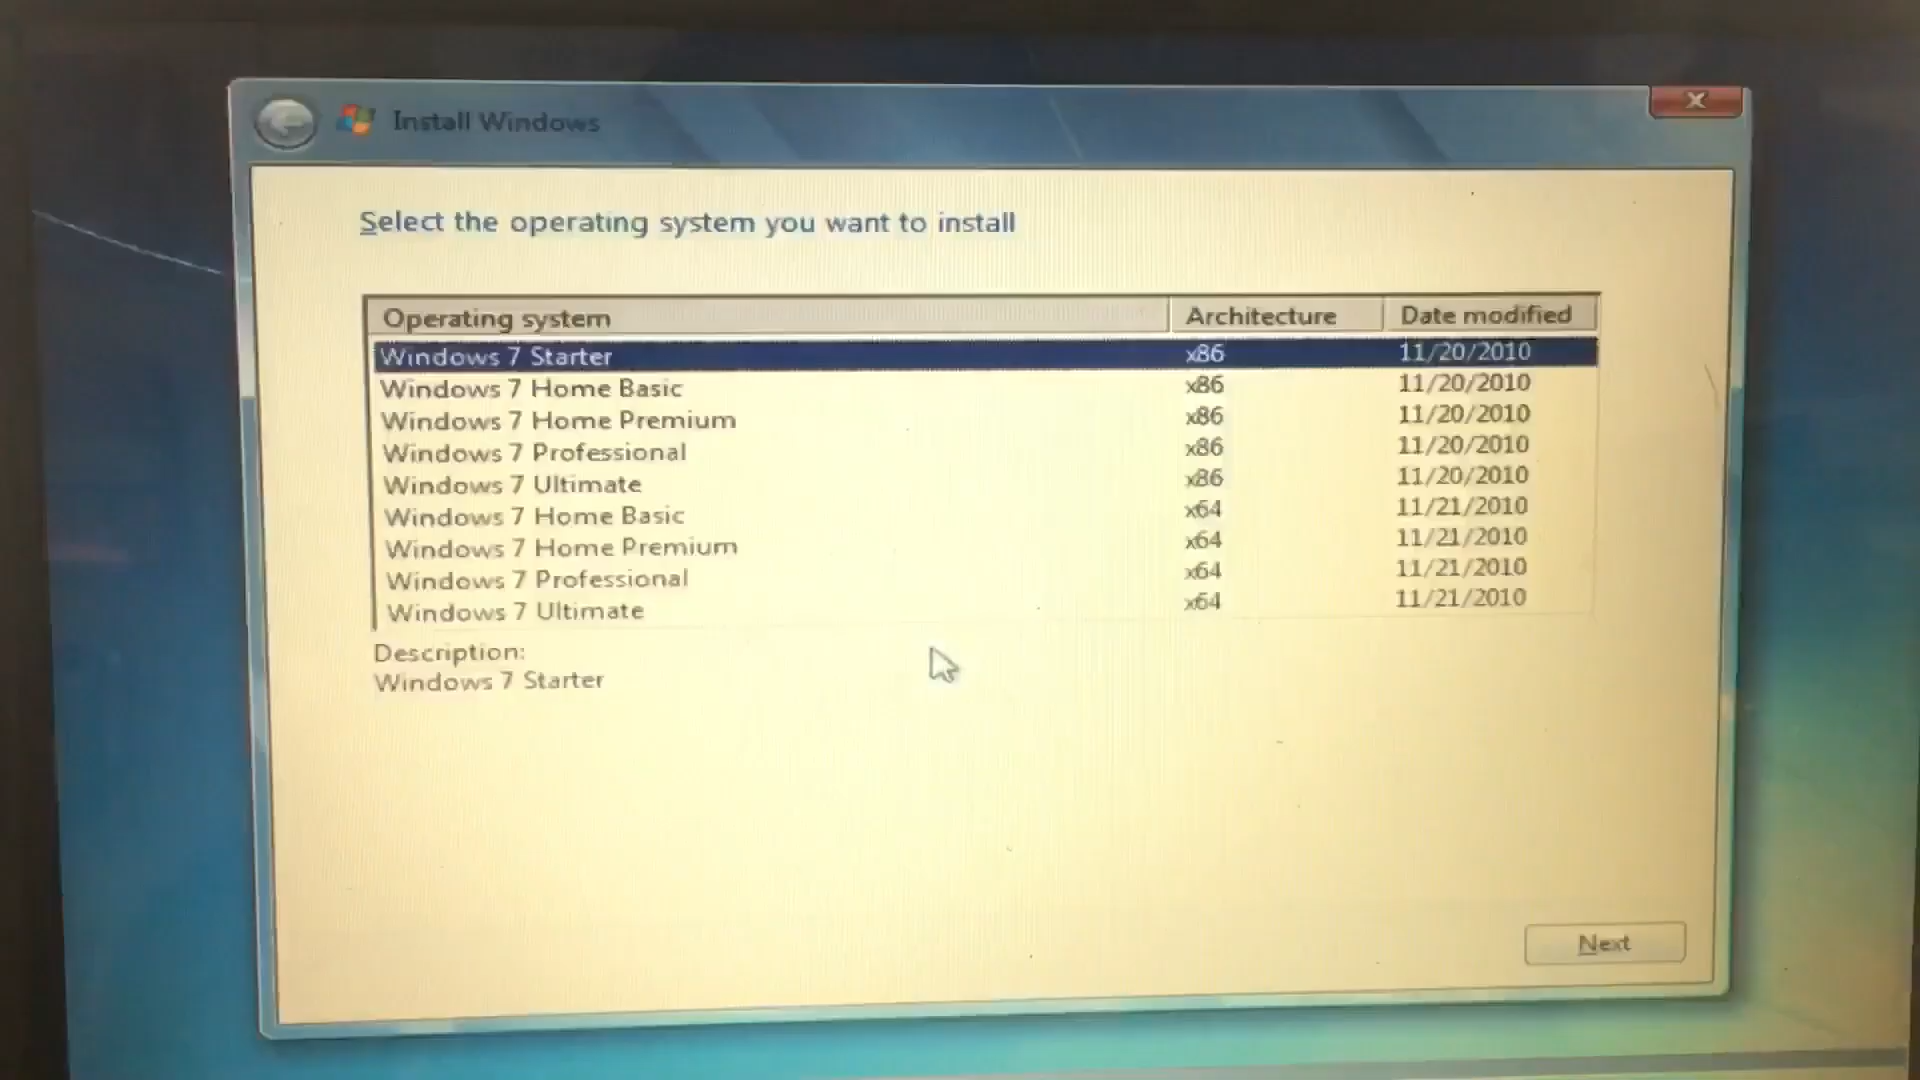 Install Windows
Select the operating system you want to install
Operating system Architecture Date modified
Windows 7 Starter x86 11/20/2010
Windows 7 Home Basic x86 11/20/2010
Windows 7 Home Premium x86 11/20/2010
Windows 7 Professional x86 11/20/2010
Windows 7 Ultimate x86 11/20/2010
Windows 7 Home Basic x64 11/21/2010
Windows 7 Home Premium x64 11/21/2010
Windows 7 Professional x64 11/21/2010
Windows 7 Ultimate x64 11/21/2010
Description:
Windows 7 Starter
Next